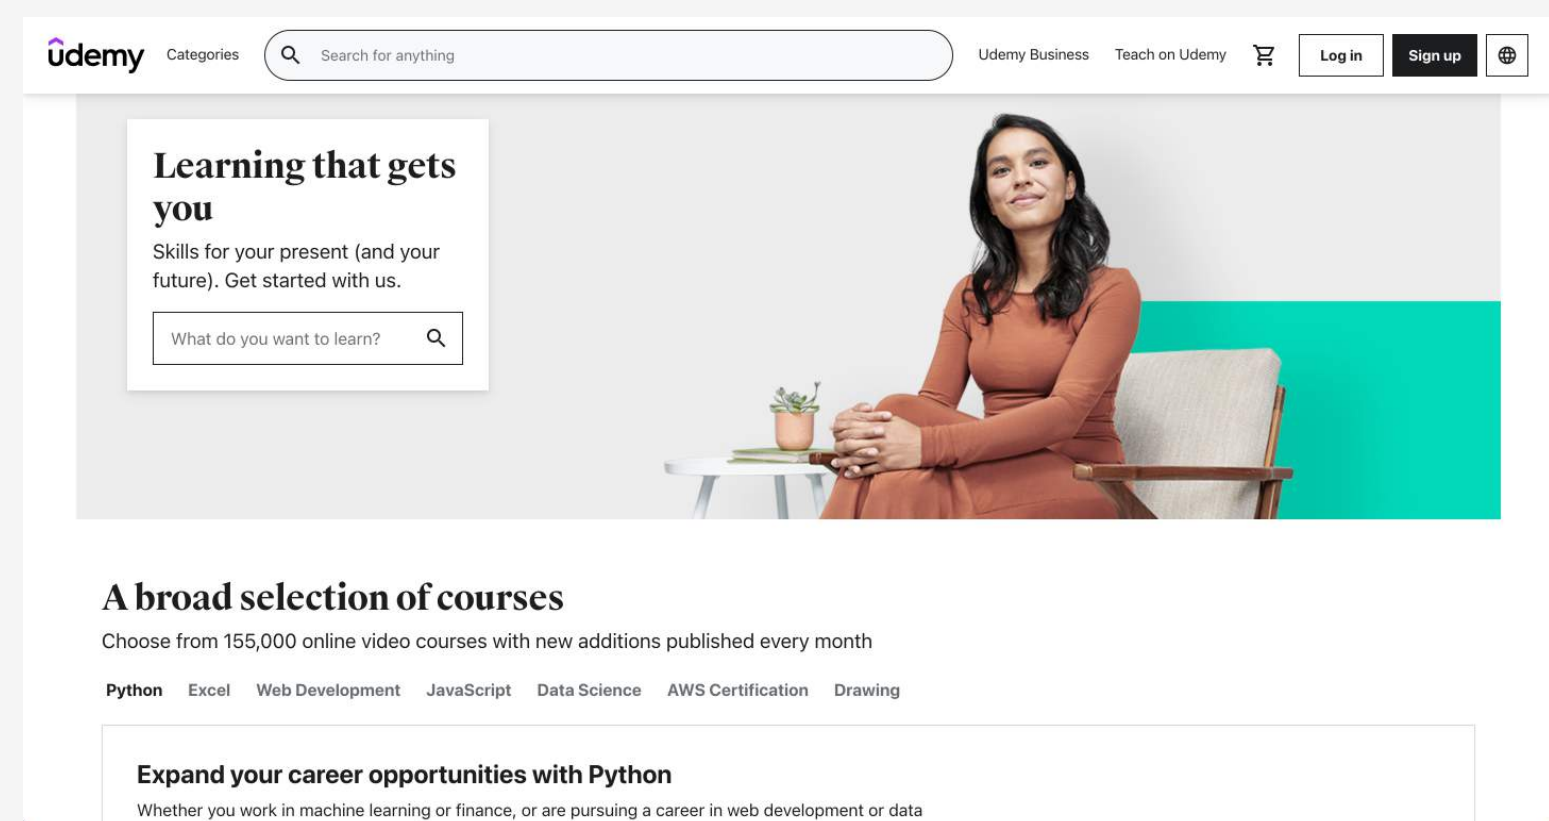 ûdemy
Categories
Search for anything
Udemy Business
Teach on Udemy
Log in
Sign up
Learning that gets
you
Skills for your present (and your
future). Get started with us.
What do you want to learn?
A broad selection of courses
Choose from 155,000 online video courses with new additions published every month
Python Excel Web Development JavaScript Data Science AWS Certification Drawing
Expand your career opportunities with Python
Whether you work in machine learning or finance, or are pursuing a career in web development or data